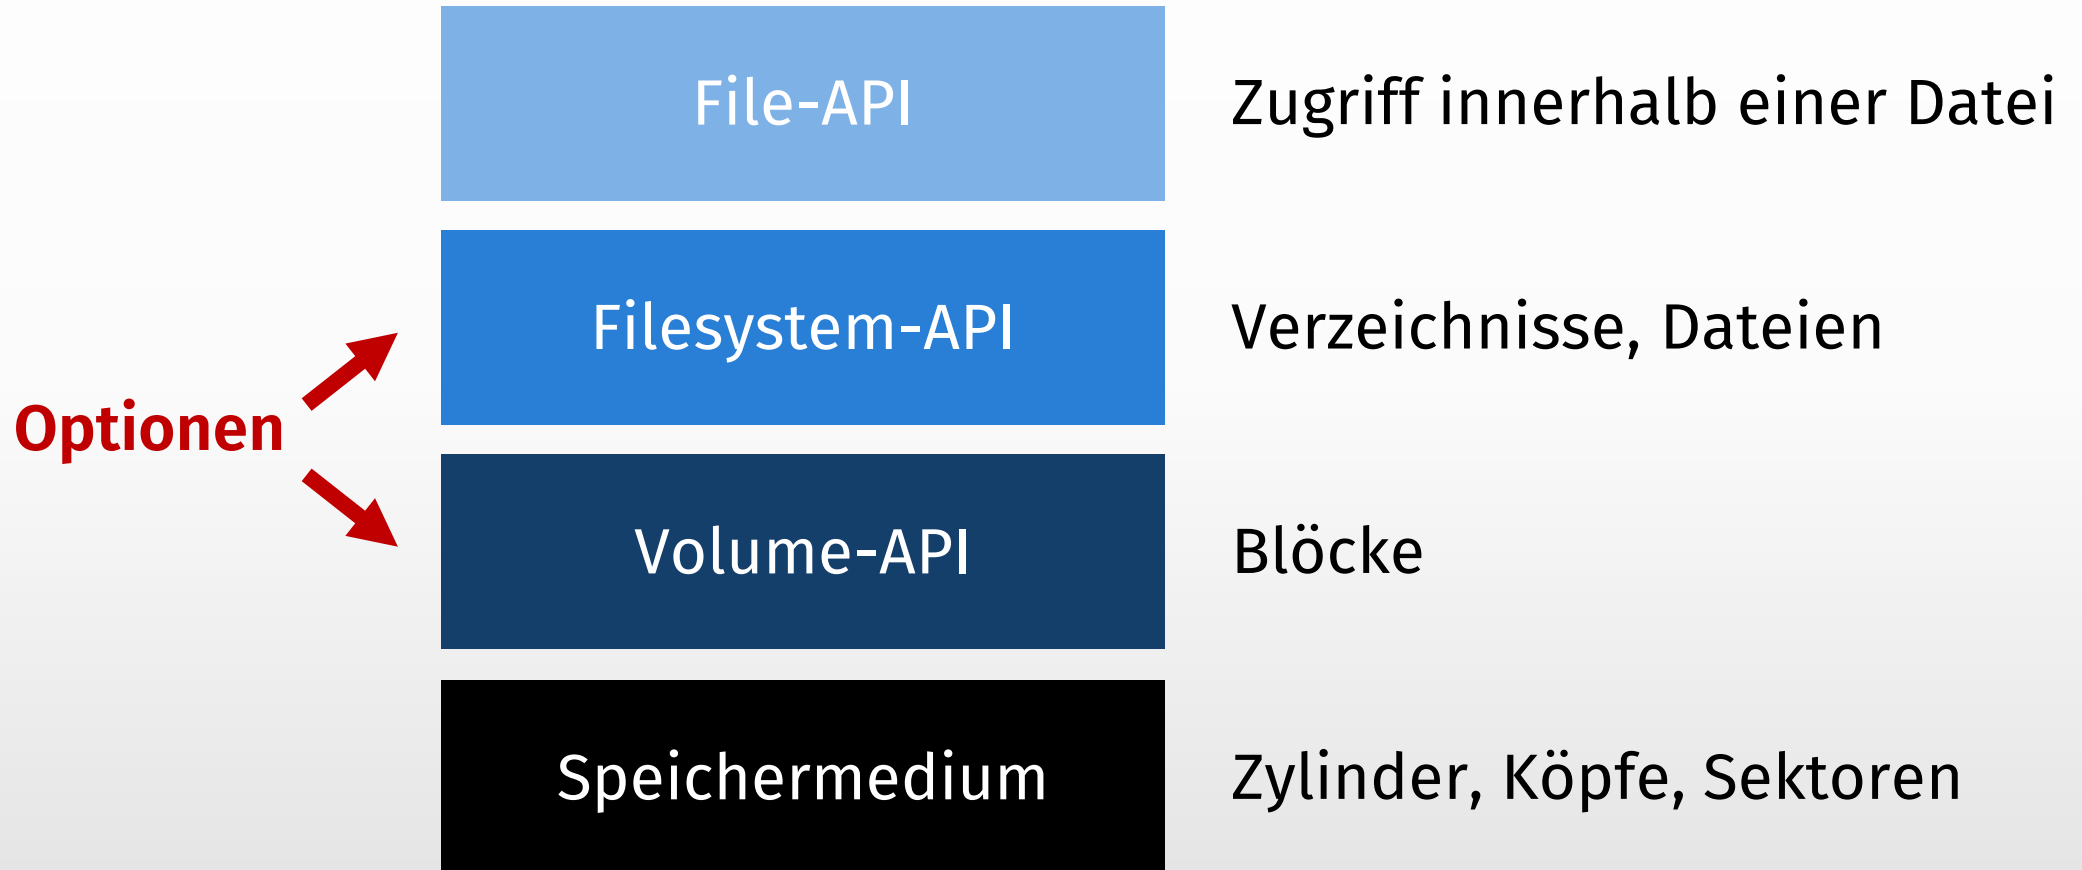 File-API
Zugriff innerhalb einer Datei
Filesystem-API
Verzeichnisse, Dateien
Optionen
Volume-API
Blöcke
Speichermedium
Zylinder, Köpfe, Sektoren